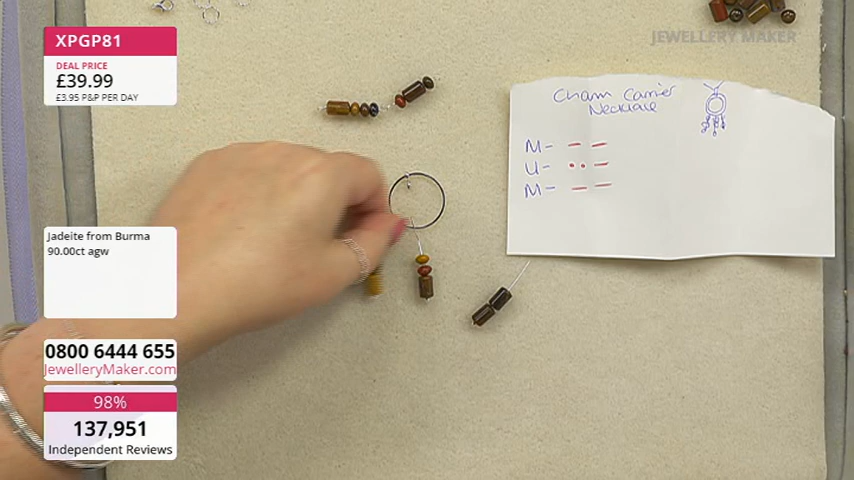 XPGP81
DEAL PRICE
£39.99
£3.95 P&P PER DAY
JEWELLERY MAKER
Charm Carrier
Necklace
M- – –
U- • • –
M- – –
Jadeite from Burma
90.00ct agw
0800 6444 655
JewelleryMaker.com
98%
137,951
Independent Reviews